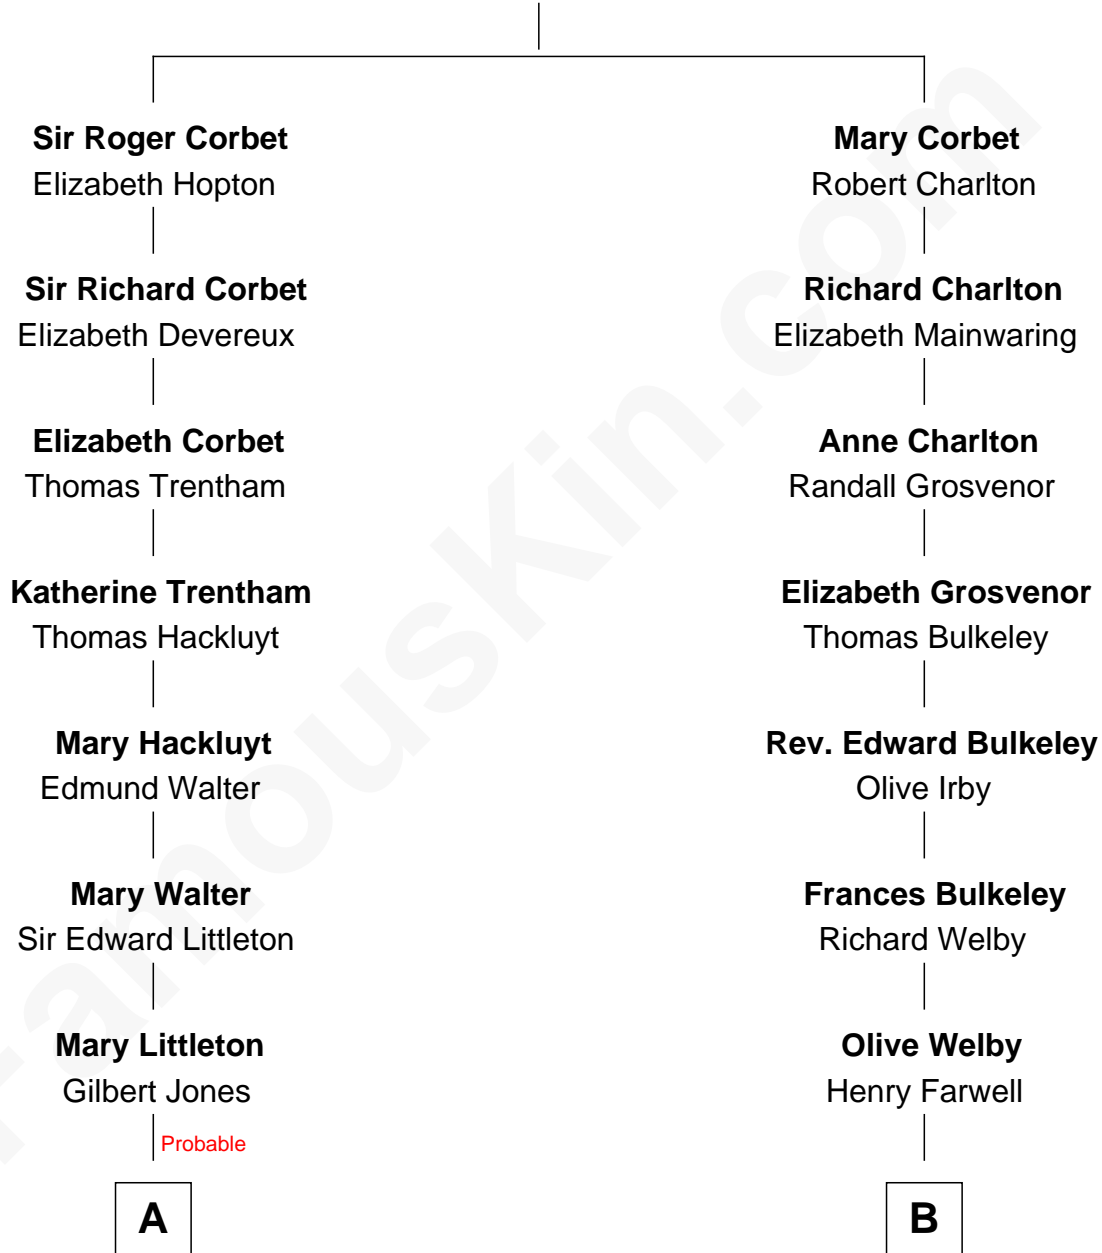 Sir Roger Corbet
Elizabeth Hopton
Mary Corbet
Robert Charlton
Sir Richard Corbet
Elizabeth Devereux
Richard Charlton
Elizabeth Mainwaring
Elizabeth Corbet
Thomas Trentham
Anne Charlton
Randall Grosvenor
Katherine Trentham
Thomas Hackluyt
Elizabeth Grosvenor
Thomas Bulkeley
Mary Hackluyt
Edmund Walter
Rev. Edward Bulkeley
Olive Irby
Mary Walter
Sir Edward Littleton
Frances Bulkeley
Richard Welby
Mary Littleton
Gilbert Jones
Olive Welby
Henry Farwell
Probable
A
B
FamousKin.com